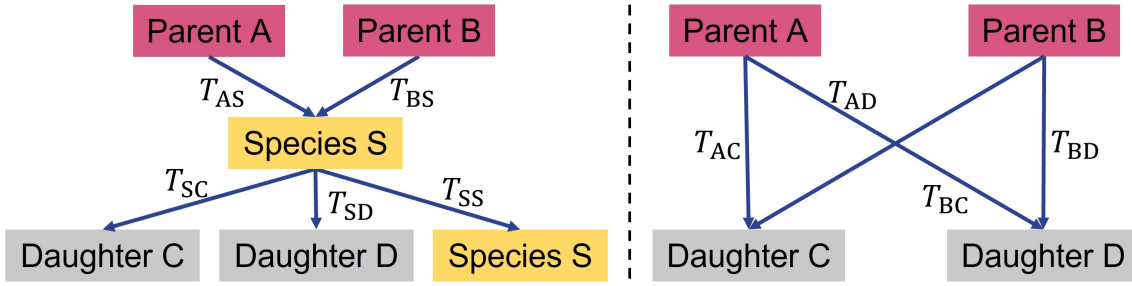 Parent A
Parent B
T_AS
T_BS
Species S
T_SC
T_SD
T_SS
Daughter C
Daughter D
Species S
Parent A
Parent B
T_AD
T_AC
T_BD
T_BC
Daughter C
Daughter D